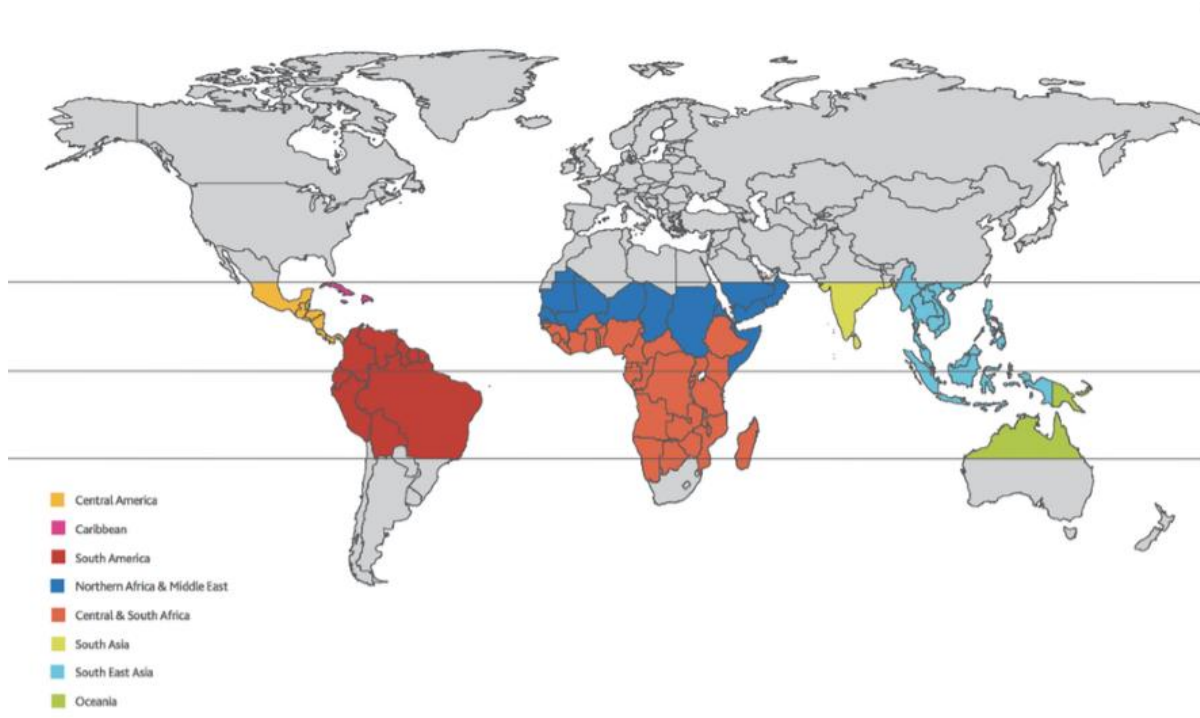 Central America
Caribbean
South America
Northern Africa & Middle East
Central & South Africa
South Asia
South East Asia
Oceania